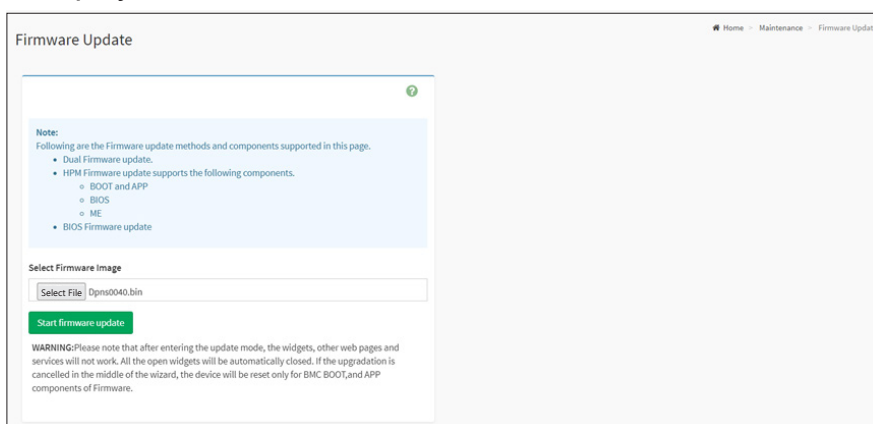 Firmware Update
Home > Maintenance > Firmware Updat
Note:
Following are the Firmware update methods and components supported in this page.
Dual Firmware update.
HPM Firmware update supports the following components.
BOOT and APP
BIOS
ME
BIOS Firmware update
Select Firmware Image
Select File Dpns0040.bin
Start firmware update
WARNING:Please note that after entering the update mode, the widgets, other web pages and
services will not work. All the open widgets will be automatically closed. If the upgradation is
cancelled in the middle of the wizard, the device will be reset only for BMC BOOT,and APP
components of Firmware.